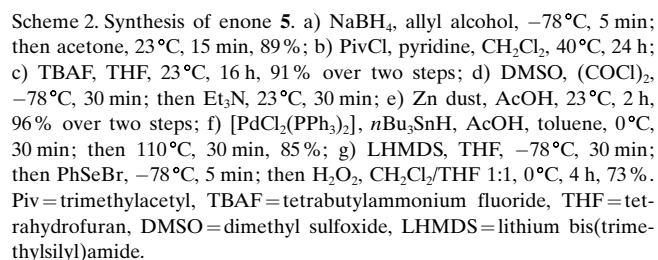 Scheme 2. Synthesis of enone 5. a) NaBH₄, allyl alcohol, −78 °C, 5 min;
then acetone, 23 °C, 15 min, 89 %; b) PivCl, pyridine, CH₂Cl₂, 40 °C, 24 h;
c) TBAF, THF, 23 °C, 16 h, 91 % over two steps; d) DMSO, (COCl)₂,
−78 °C, 30 min; then Et₃N, 23 °C, 30 min; e) Zn dust, AcOH, 23 °C, 2 h,
96 % over two steps; f) [PdCl₂(PPh₃)₂], nBu₃SnH, AcOH, toluene, 0 °C,
30 min; then 110 °C, 30 min, 85 %; g) LHMDS, THF, −78 °C, 30 min;
then PhSeBr, −78 °C, 5 min; then H₂O₂, CH₂Cl₂/THF 1:1, 0 °C, 4 h, 73 %.
Piv = trimethylacetyl, TBAF = tetrabutylammonium fluoride, THF = tet-
rahydrofuran, DMSO = dimethyl sulfoxide, LHMDS = lithium bis(trime-
thylsilyl)amide.